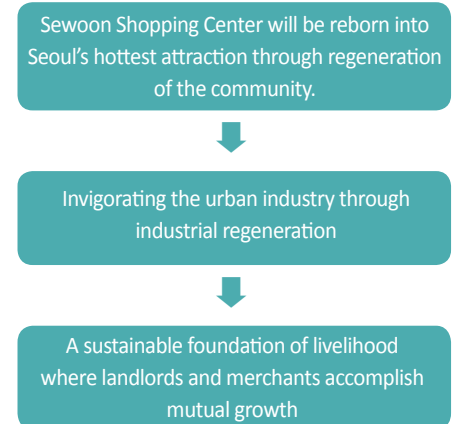 Sewoon Shopping Center will be reborn into
Seoul’s hottest attraction through regeneration
of the community.
Invigorating the urban industry through
industrial regeneration
A sustainable foundation of livelihood
where landlords and merchants accomplish
mutual growth